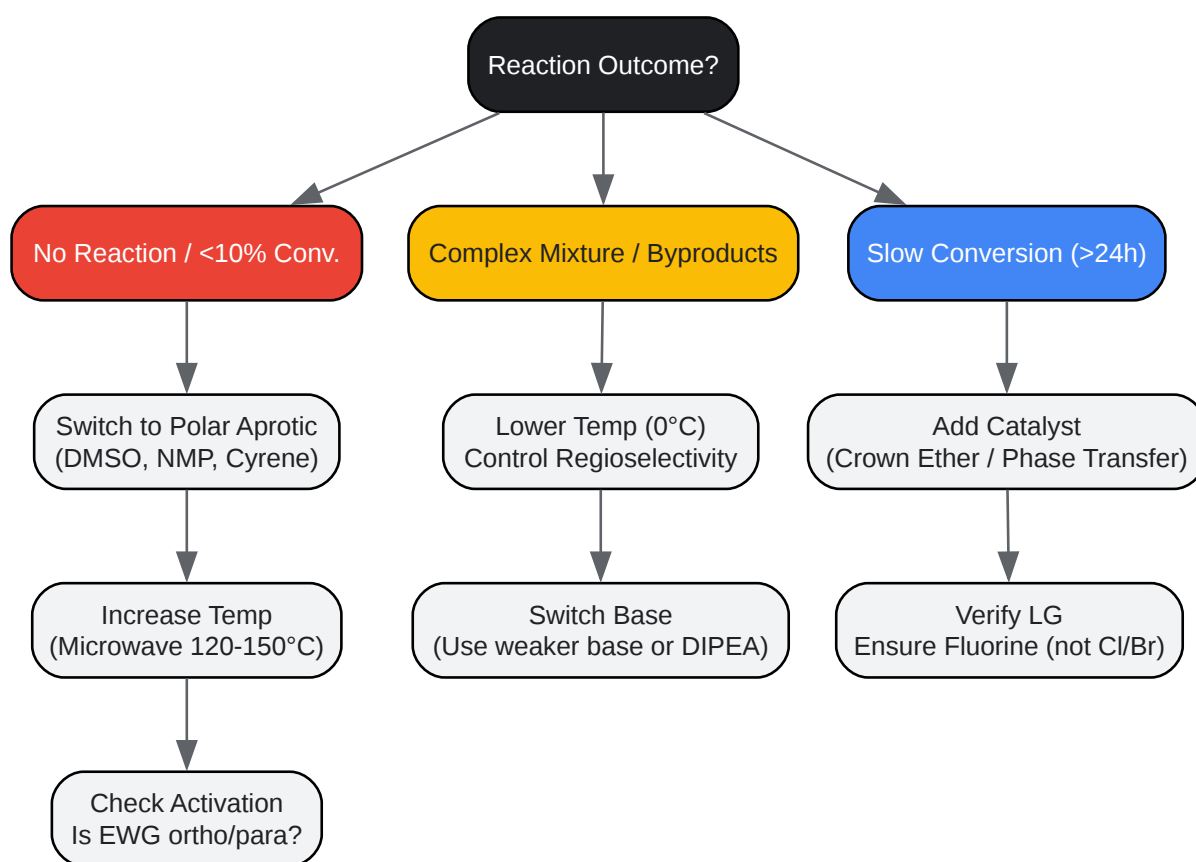 Reaction Outcome?
No Reaction / <10% Conv.
Complex Mixture / Byproducts
Slow Conversion (>24h)
Switch to Polar Aprotic
(DMSO, NMP, Cyrene)
Lower Temp (0°C)
Control Regioselectivity
Add Catalyst
(Crown Ether / Phase Transfer)
Increase Temp
(Microwave 120-150°C)
Switch Base
(Use weaker base or DIPEA)
Verify LG
Ensure Fluorine (not Cl/Br)
Check Activation
Is EWG ortho/para?